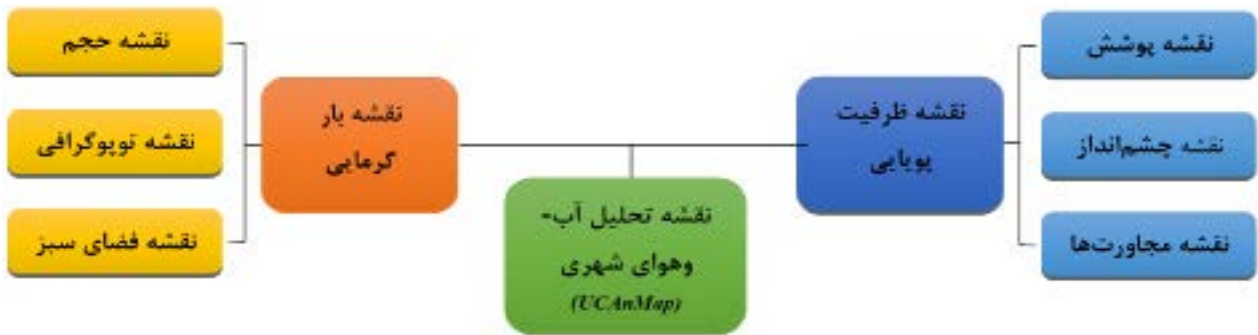 نقشه پوشش
نقشه چشم‌انداز
نقشه مجاورت‌ها
نقشه ظرفیت
پویایی
نقشه تحلیل آب-
وهوای شهری
(UCAnMap)
نقشه بار
گرمایی
نقشه حجم
نقشه توپوگرافی
نقشه فضای سبز